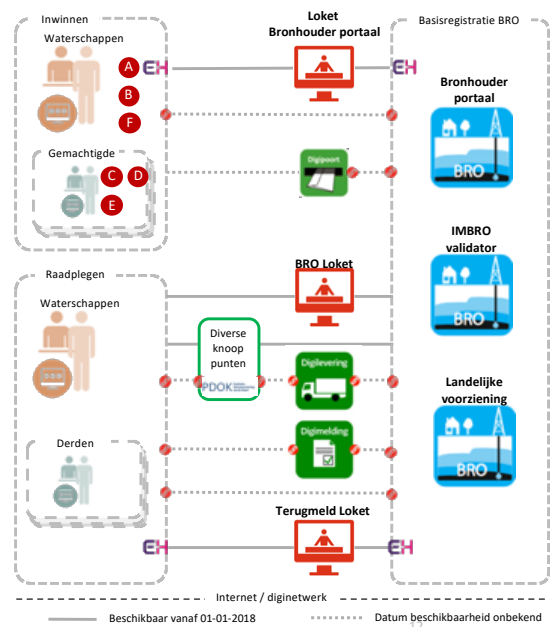 Inwinnen
Loket
Bronhouder portaal
Basisregistratie BRO
Waterschappen
A
EH
EH
B
F
Bronhouder
portaal
BRO
Gemachtigde
C
D
E
Digipoort
IMBRO
validator
BRO
Raadplegen
BRO Loket
Waterschappen
Diverse
knoop
punten
PDOK
Digilevering
Landelijke
voorziening
BRO
Derden
Digimelding
Terugmeld Loket
EH
EH
Internet / diginetwerk
Beschikbaar vanaf 01-01-2018
Datum beschikbaarheid onbekend